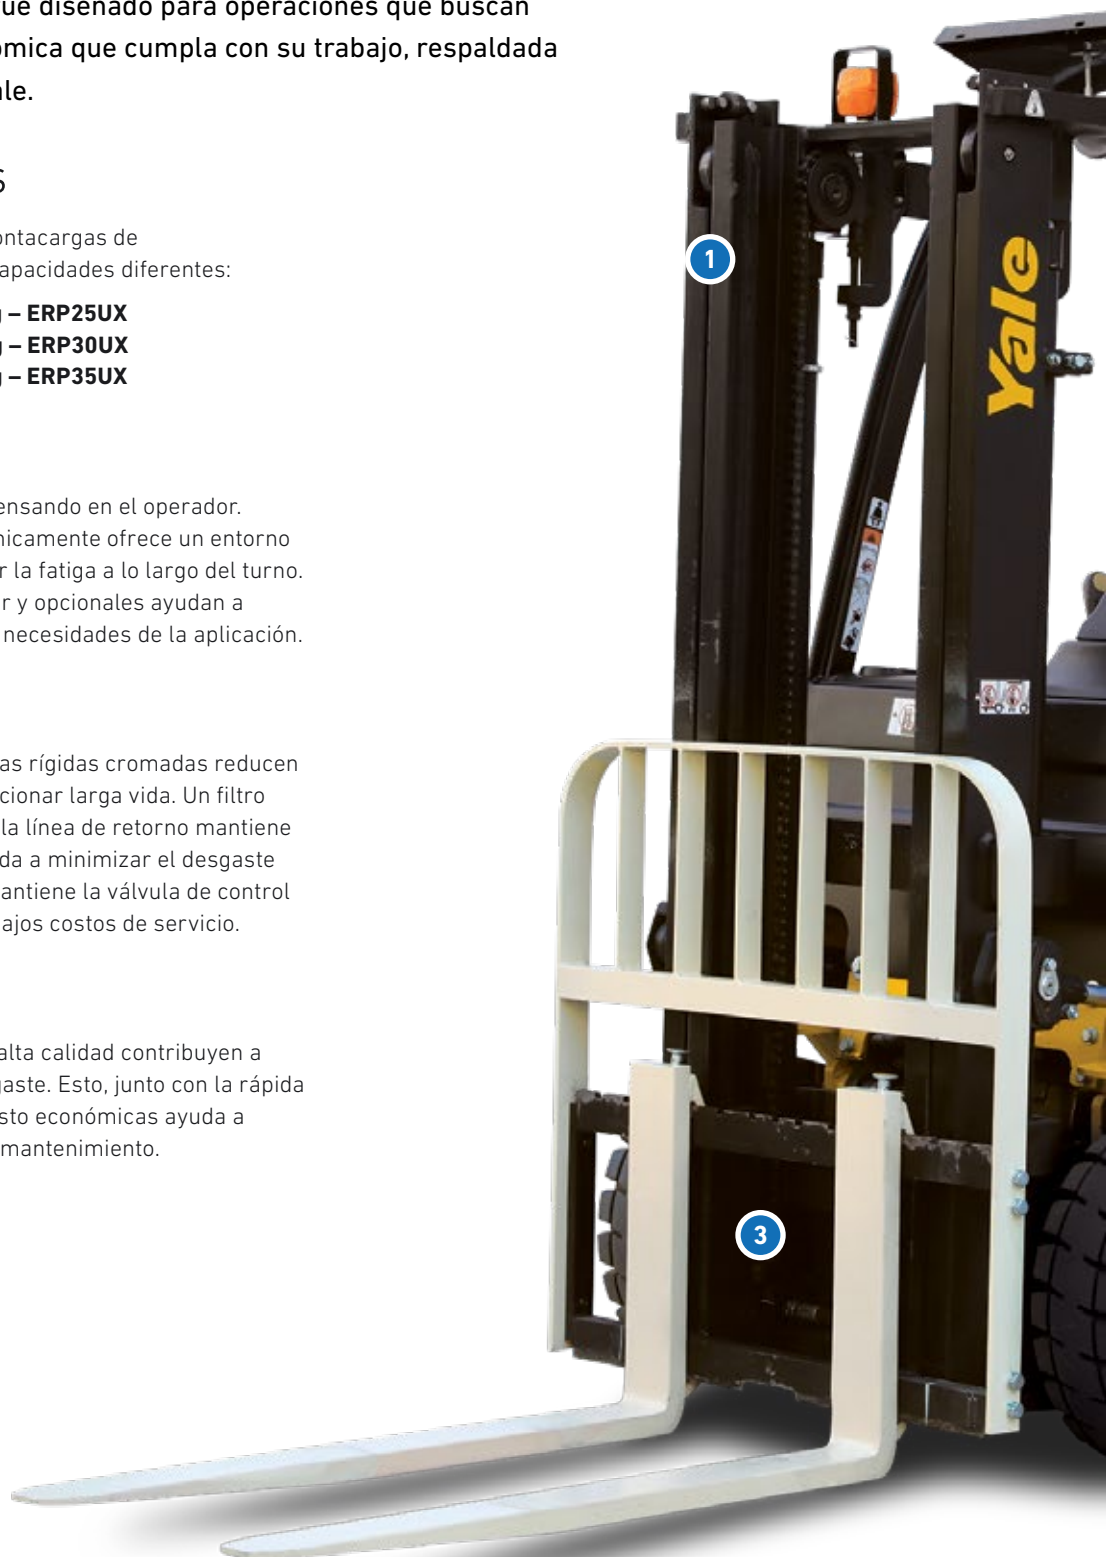 ue diseñado para operaciones que buscan
ómica que cumpla con su trabajo, respaldada
ale.
S
ontacargas de
apacidades diferentes:
– ERP25UX
– ERP30UX
– ERP35UX
ensando en el operador.
nicamente ofrece un entorno
r la fatiga a lo largo del turno.
r y opcionales ayudan a
necesidades de la aplicación.
as rígidas cromadas reducen
cionar larga vida. Un filtro
la línea de retorno mantiene
da a minimizar el desgaste
antiene la válvula de control
ajos costos de servicio.
alta calidad contribuyen a
gaste. Esto, junto con la rápida
sto económicas ayuda a
mantenimiento.
1
Yale
3